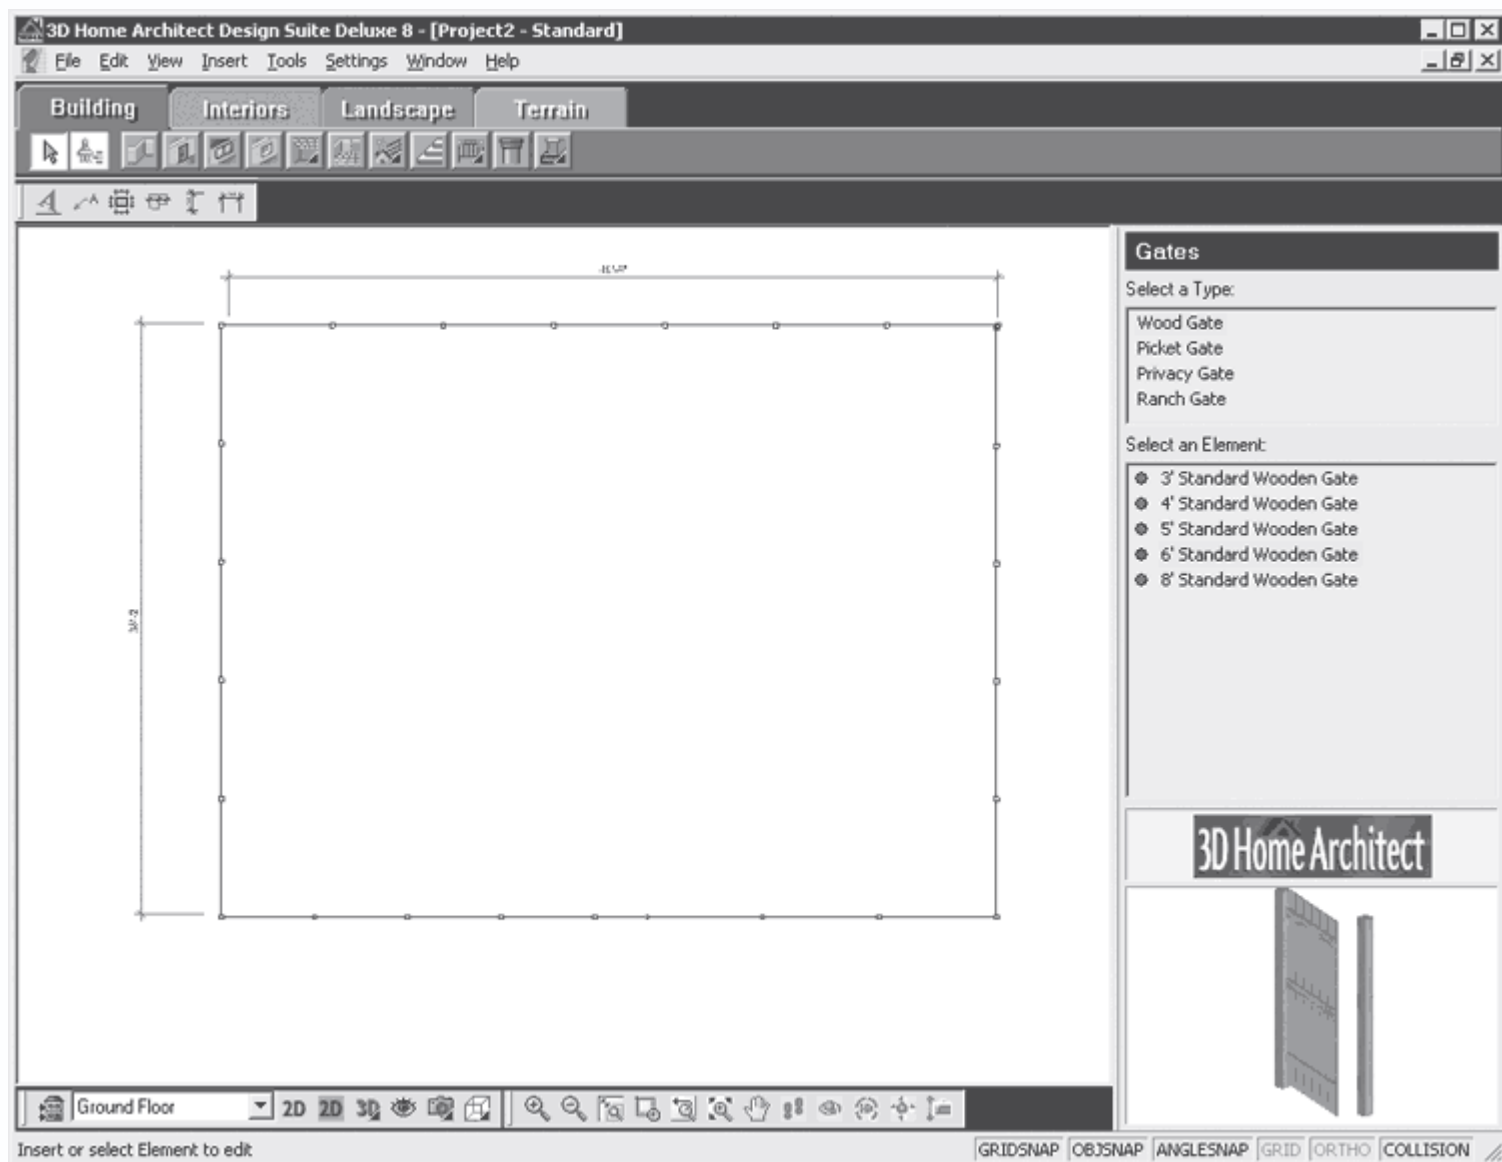 3D Home Architect Design Suite Deluxe 8 - [Project2 - Standard]
File Edit View Insert Tools Settings Window Help
Building Interiors Landscape Terrain
Gates
Select a Type:
Wood Gate
Picket Gate
Privacy Gate
Ranch Gate
Select an Element:
3' Standard Wooden Gate
4' Standard Wooden Gate
5' Standard Wooden Gate
6' Standard Wooden Gate
8' Standard Wooden Gate
3D Home Architect
Ground Floor 2D 2D 3D
Insert or select Element to edit GRIDSNAP OBJSNAP ANGLESNAP GRID ORTHO COLLISION